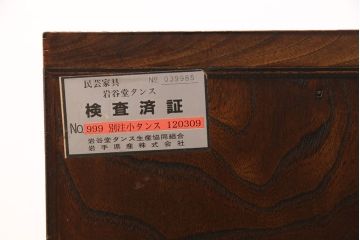 民芸家具 № 039985
岩谷堂タンス
検査済証
No. 999 別注小タンス 120309
岩谷堂タンス生産協同組合
岩手県産株式会社